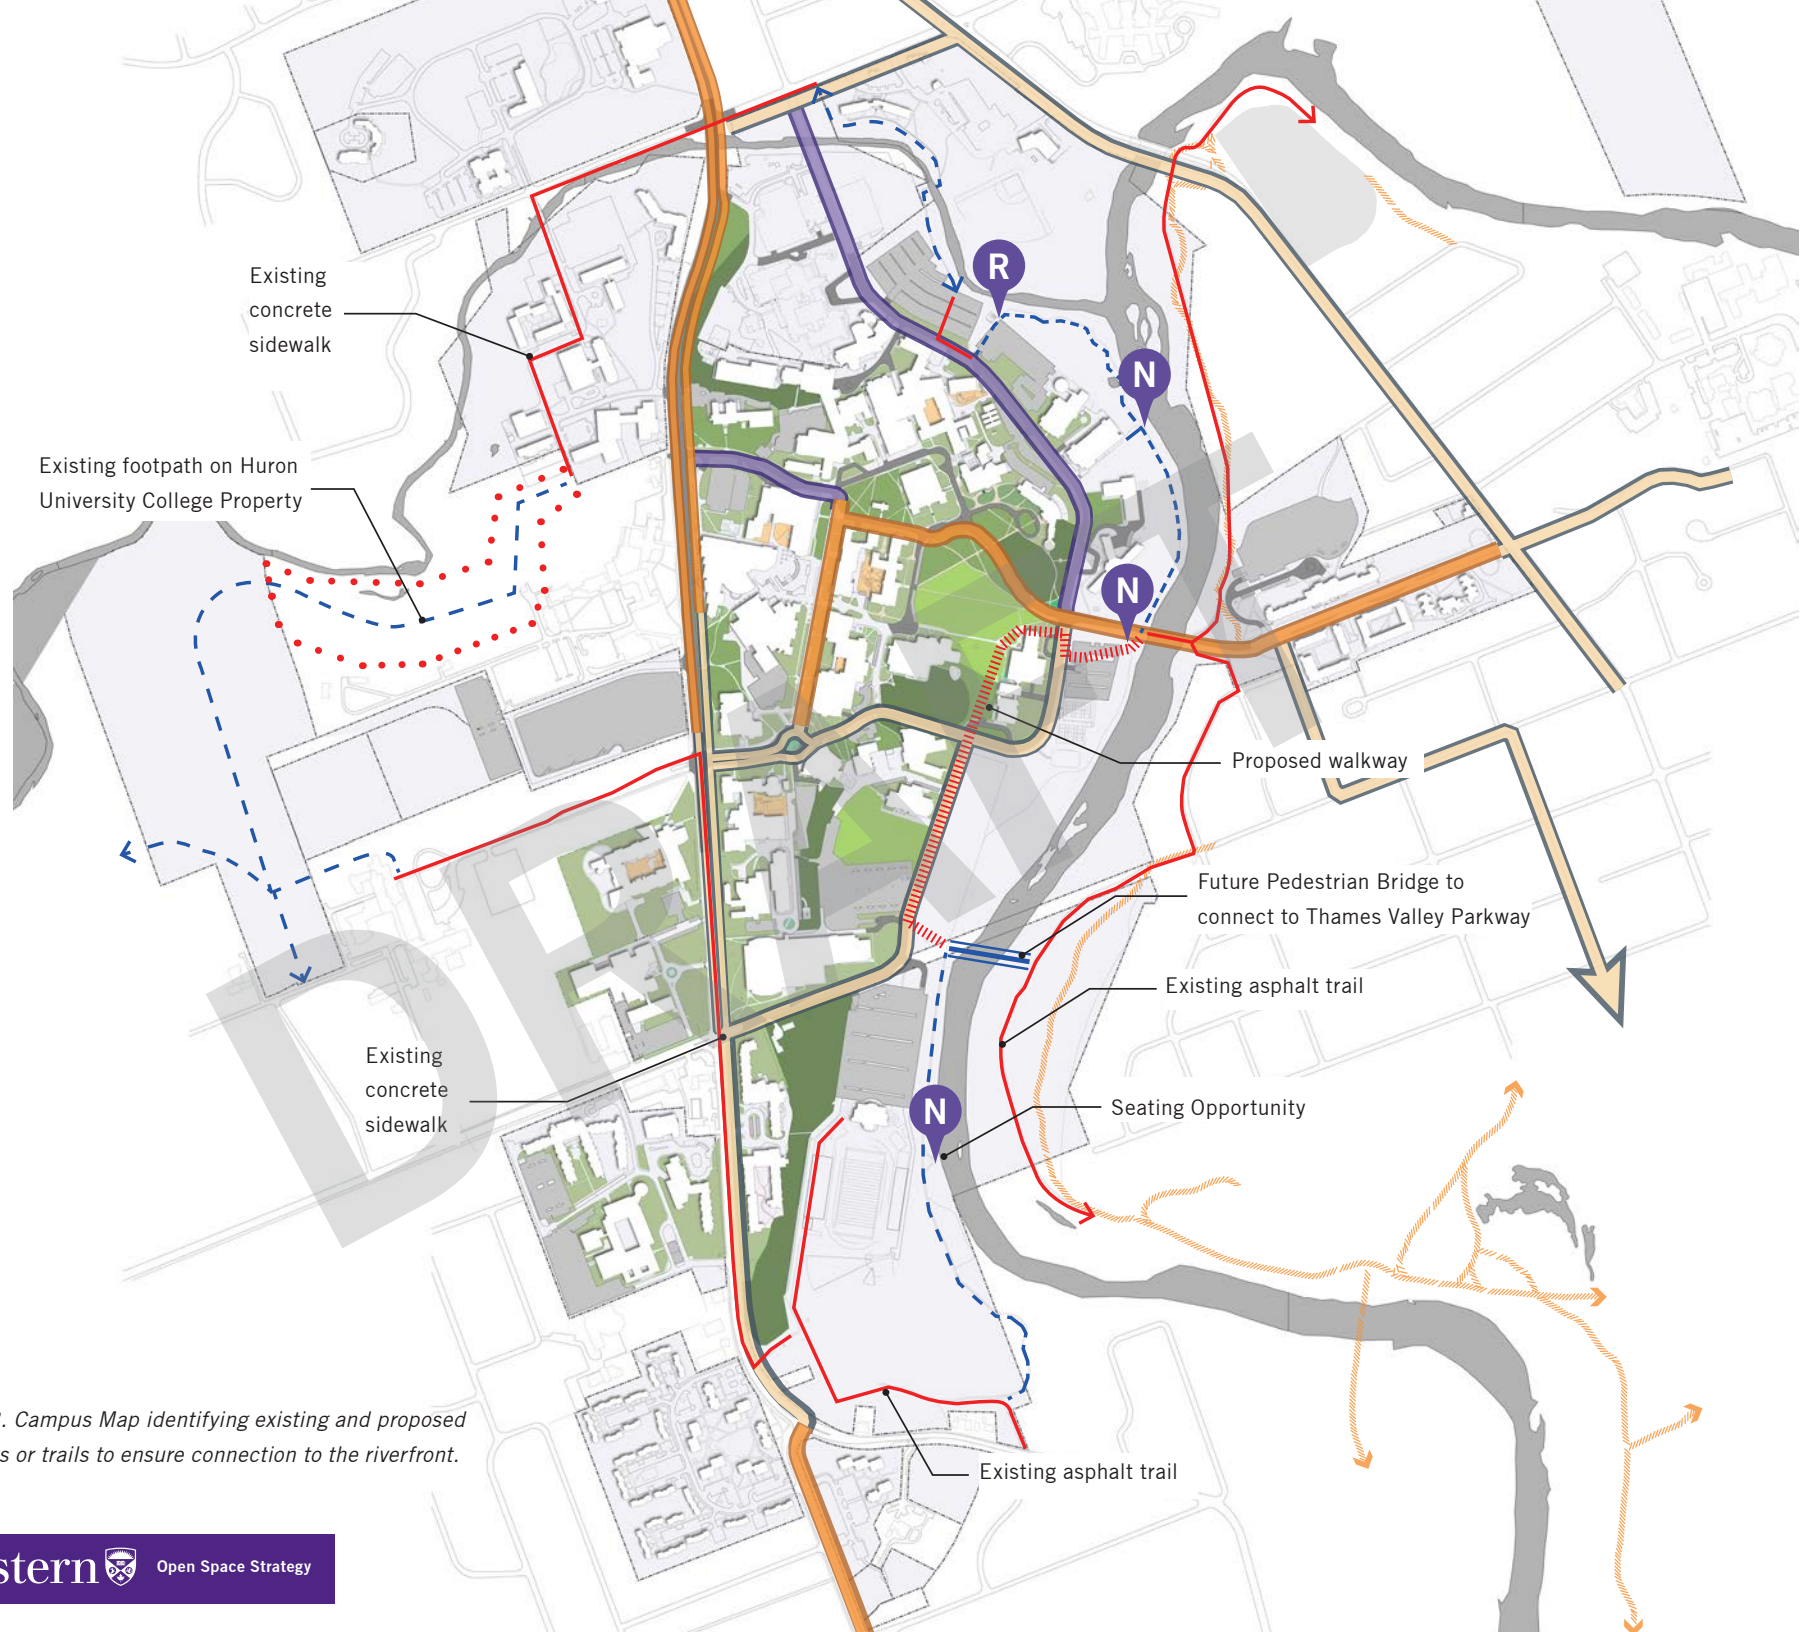 R
Existing
concrete
sidewalk
N
Existing footpath on Huron
University College Property
N
Proposed walkway
Future Pedestrian Bridge to
connect to Thames Valley Parkway
Existing asphalt trail
Existing
concrete
sidewalk
N
Seating Opportunity
DRAFT
. Campus Map identifying existing and proposed
s or trails to ensure connection to the riverfront.
Existing asphalt trail
stern Open Space Strategy